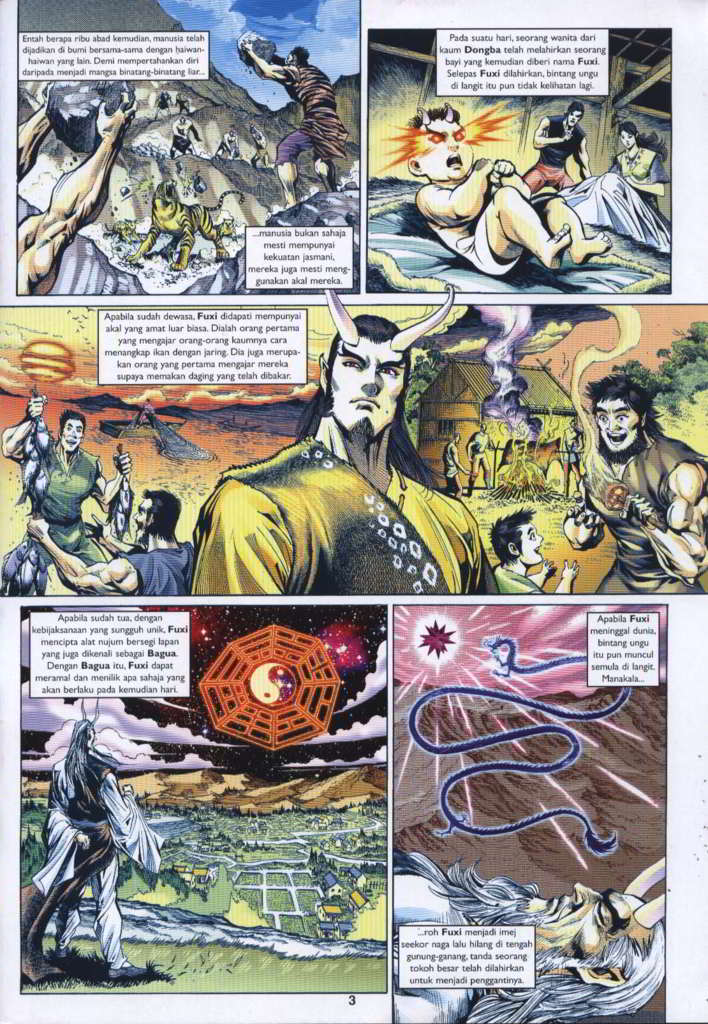 Entah berapa ribu abad kemudian, manusia telah
dijadikan di bumi bersama-sama dengan haiwan-
haiwan yang lain. Demi mempertahankan diri
daripada menjadi mangsa binatang-binatang liar...
...manusia bukan sahaja
mesti mempunyai
kekuatan jasmani,
mereka juga mesti meng-
gunakan akal mereka.
Pada suatu hari, seorang wanita dari
kaum Dongba telah melahirkan seorang
bayi yang kemudian diberi nama Fuxi.
Selepas Fuxi dilahirkan, bintang ungu
di langit itu pun tidak kelihatan lagi.
Apabila sudah dewasa, Fuxi didapati mempunyai
akal yang amat luar biasa. Dialah orang pertama
yang mengajar orang-orang kaumnya cara
menangkap ikan dengan jaring. Dia juga merupa-
kan orang yang pertama mengajar mereka
supaya memakan daging yang telah dibakar.
Apabila sudah tua, dengan
kebijaksanaan yang sungguh unik, Fuxi
mencipta alat nujum bersegi lapan
yang juga dikenali sebagai Bagua.
Dengan Bagua itu, Fuxi dapat
meramal dan menilik apa sahaja yang
akan berlaku pada kemudian hari.
Apabila Fuxi
meninggal dunia,
bintang ungu
itu pun muncul
semula di langit.
Manakala...
...roh Fuxi menjadi imej
seekor naga lalu hilang di tengah
gunung-ganang, tanda seorang
tokoh besar telah dilahirkan
untuk menjadi penggantinya.
3